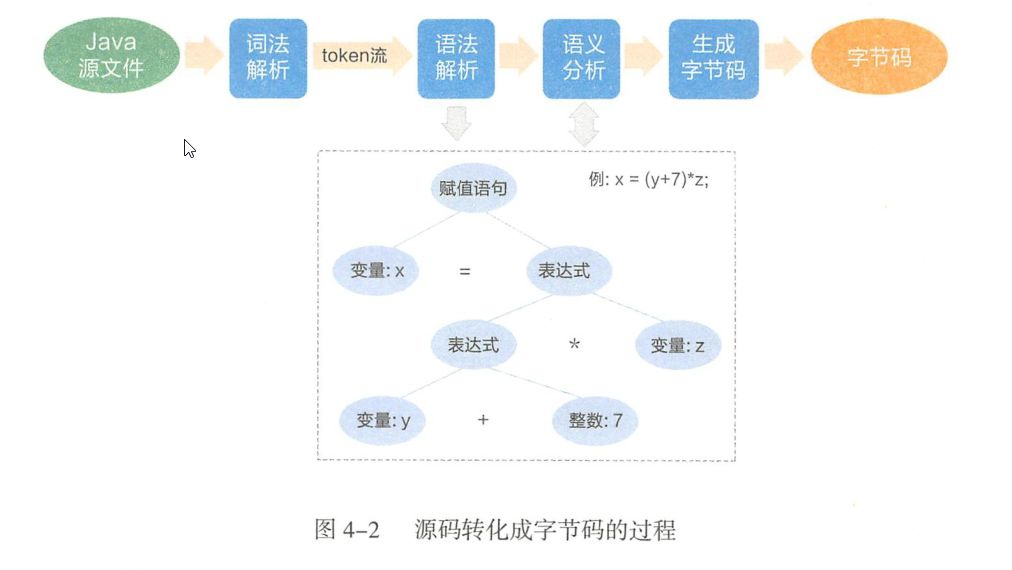 Java
源文件
词法
解析
token流
语法
解析
语义
分析
生成
字节码
字节码
赋值语句
例: x = (y+7)*z;
变量: x
=
表达式
表达式
*
变量: z
变量: y
+
整数: 7
图 4-2 源码转化成字节码的过程